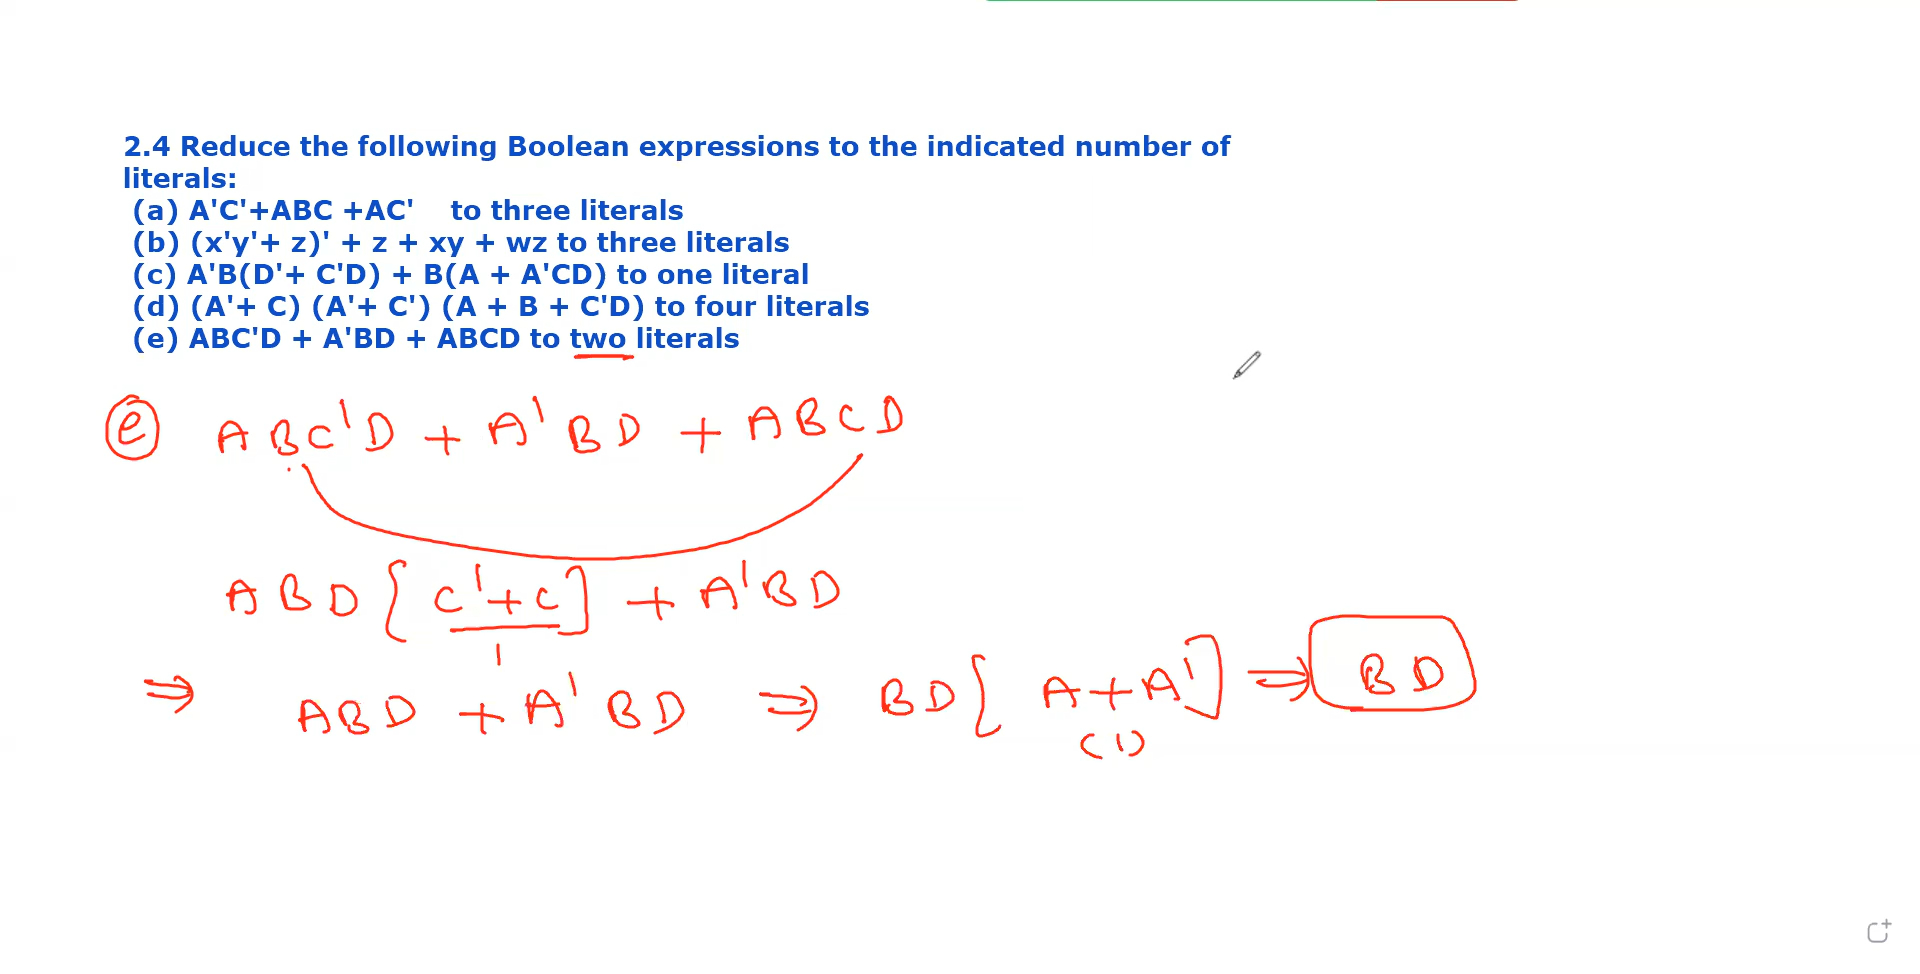 2.4 Reduce the following Boolean expressions to the indicated number of
literals:
(a) A'C'+ABC +AC' to three literals
(b) (x'y'+ z)' + z + xy + wz to three literals
(c) A'B(D'+ C'D) + B(A + A'CD) to one literal
(d) (A'+ C) (A'+ C') (A + B + C'D) to four literals
(e) ABC'D + A'BD + ABCD to two literals
e ABC'D + A'BD + ABCD
ABD [C'+C] + A'BD
1
⇒ ABD + A'BD ⇒ BD [A+A'] ⇒ BD
(1)